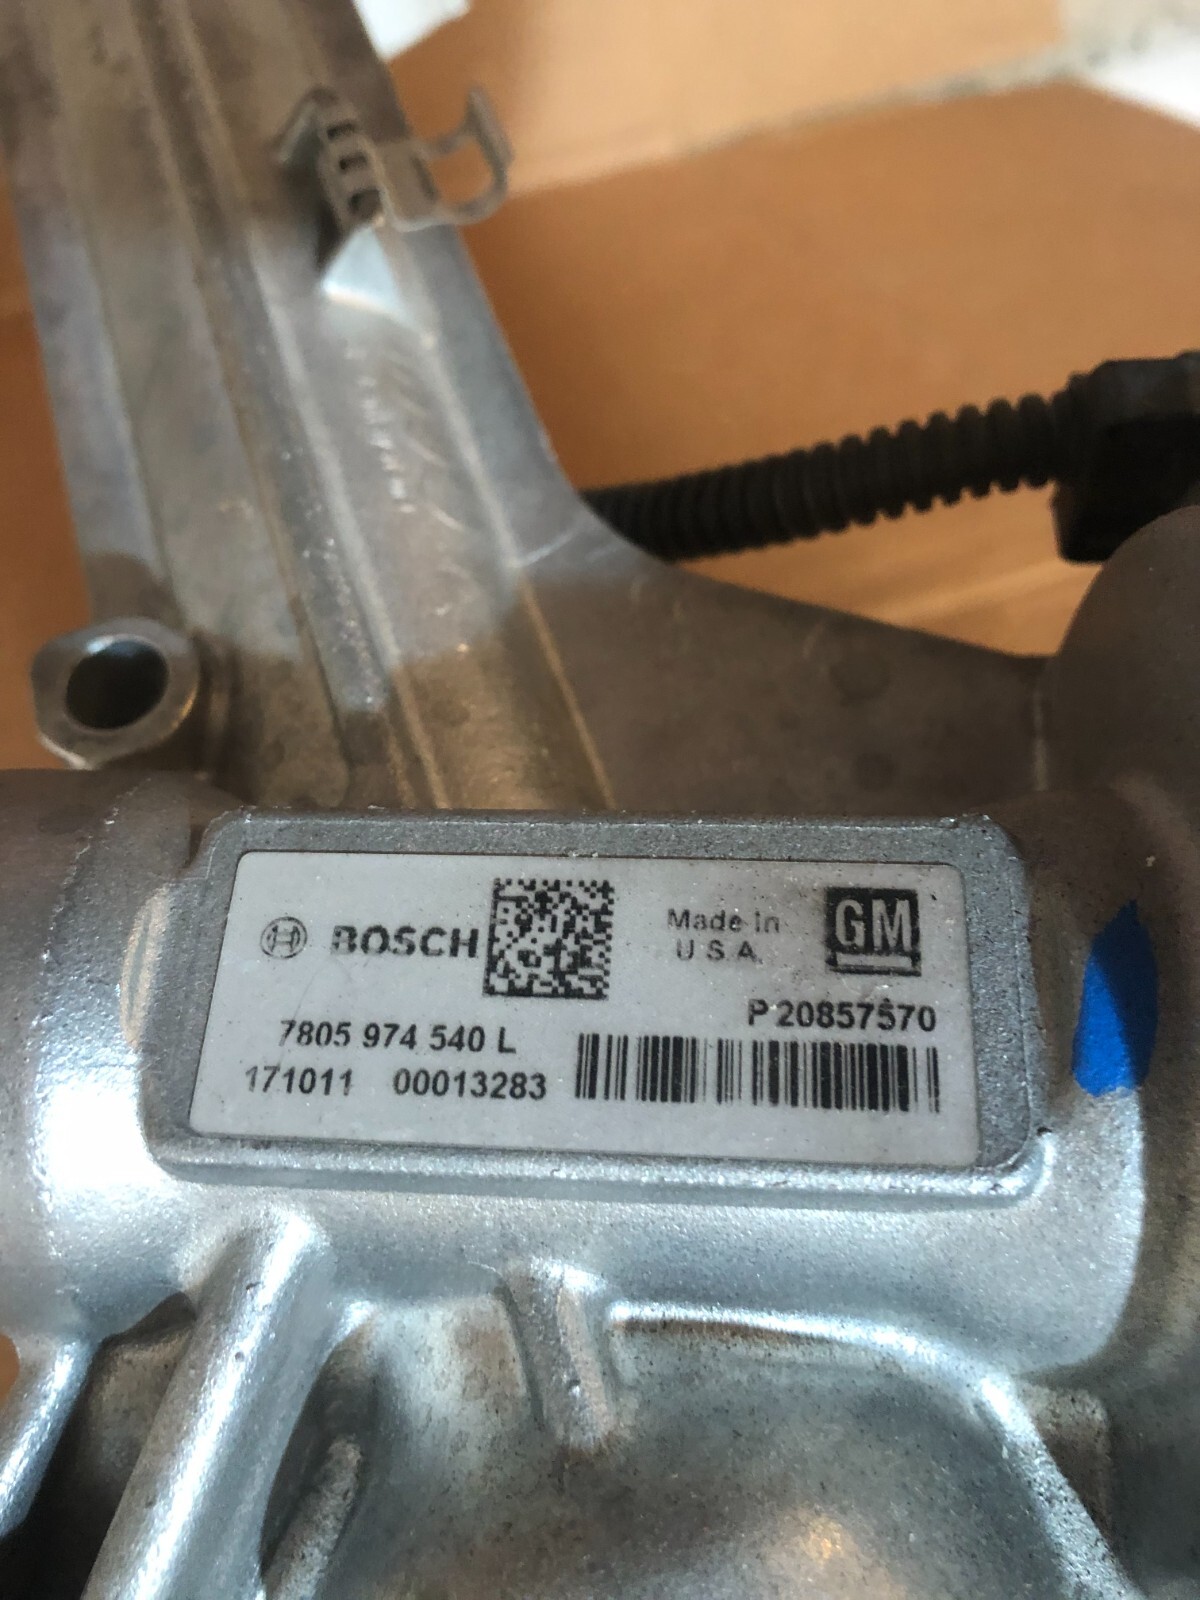 BOSCH
Made in
U S A
GM
P 20857570
7805 974 540 L
171011 00013283